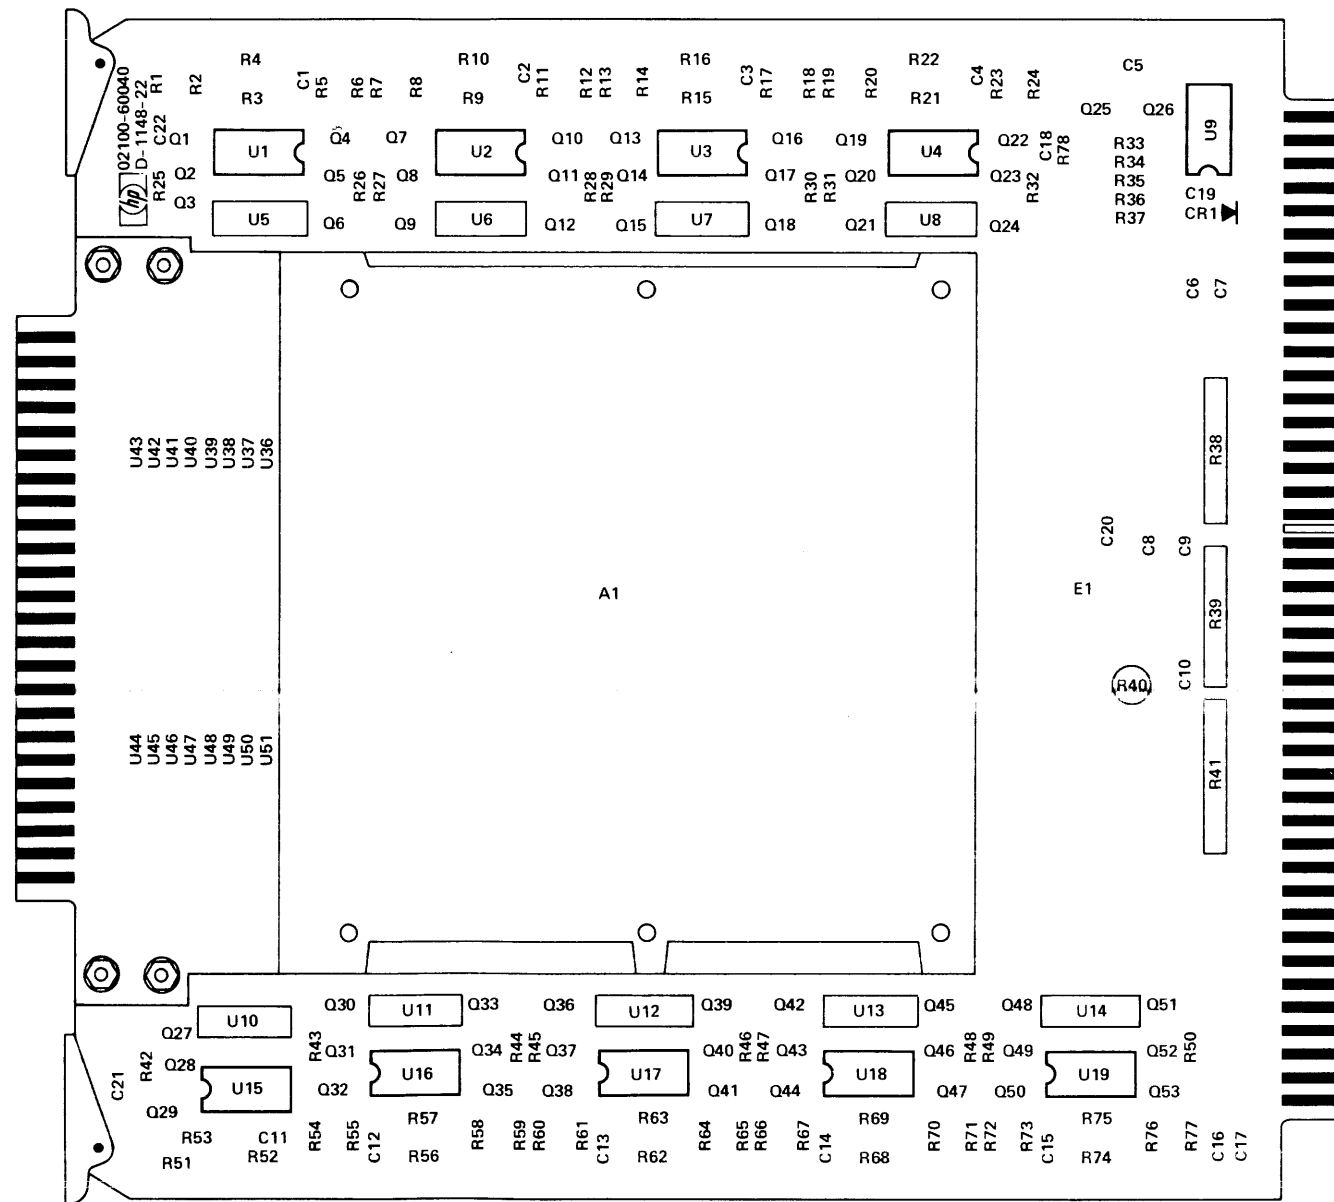 R4 R10 R16 R22
C5
02100-60040
D-1148-22
R1 R2 C1 R5 R6 R7 R8 C2 R11 R12 R13 R14 C3 R17 R18 R19 R20 C4 R23 R24
R3 R9 R15 R21
Q25 Q26
C22 Q1 U1 Q4 Q7 U2 Q10 Q13 U3 Q16 Q19 U4 Q22 C18 R78 R33 U9
R34
Q2 Q5 Q8 Q11 Q14 Q17 Q20 Q23 R35
hp R25 R26 R27 R28 R29 R30 R31 R32
Q3 R36 C19
U5 Q6 Q9 U6 Q12 Q15 U7 Q18 Q21 U8 Q24 R37 CR1
C6 C7
U43 U42 U41 U40 U39 U38 U37 U36 R38
C20 C8 C9
A1 E1 R39
R40 C10
U44 U45 U46 U47 U48 U49 U50 U51 R41
Q30 U11 Q33 Q36 U12 Q39 Q42 U13 Q45 Q48 U14 Q51
Q27 U10
R42 Q28 R43 Q31 Q34 R44 R45 Q37 Q40 R46 R47 Q43 Q46 R48 R49 Q49 Q52 R50
C21 U15 U16 U17 U18 U19
Q32 Q35 Q38 Q41 Q44 Q47 Q50 Q53
Q29 R57 R63 R69 R75
R53 C11 R54 R55 C12 R58 R59 R60 R61 C13 R64 R65 R66 R67 C14 R70 R71 R72 R73 C15 R76 R77 C16 C17
R51 R52 R56 R62 R68 R74